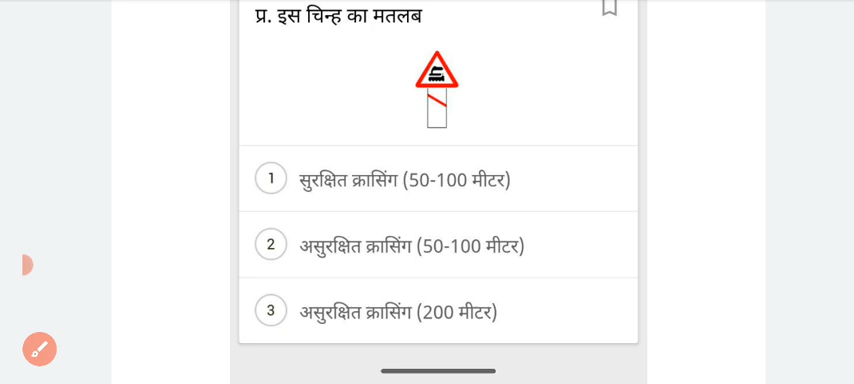 प्र. इस चिन्ह का मतलब
1 सुरक्षित क्रासिंग (50-100 मीटर)
2 असुरक्षित क्रासिंग (50-100 मीटर)
3 असुरक्षित क्रासिंग (200 मीटर)